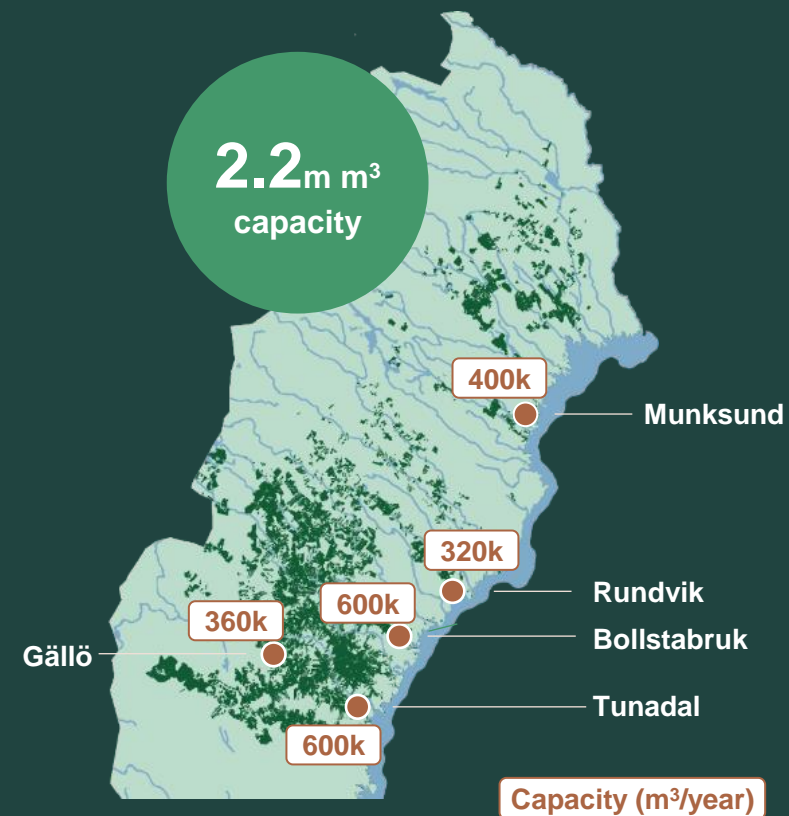 2.2m m³
capacity
400k
Munksund
320k
Rundvik
600k
Bollstabruk
360k
Gällö
Tunadal
600k
Capacity (m³/year)